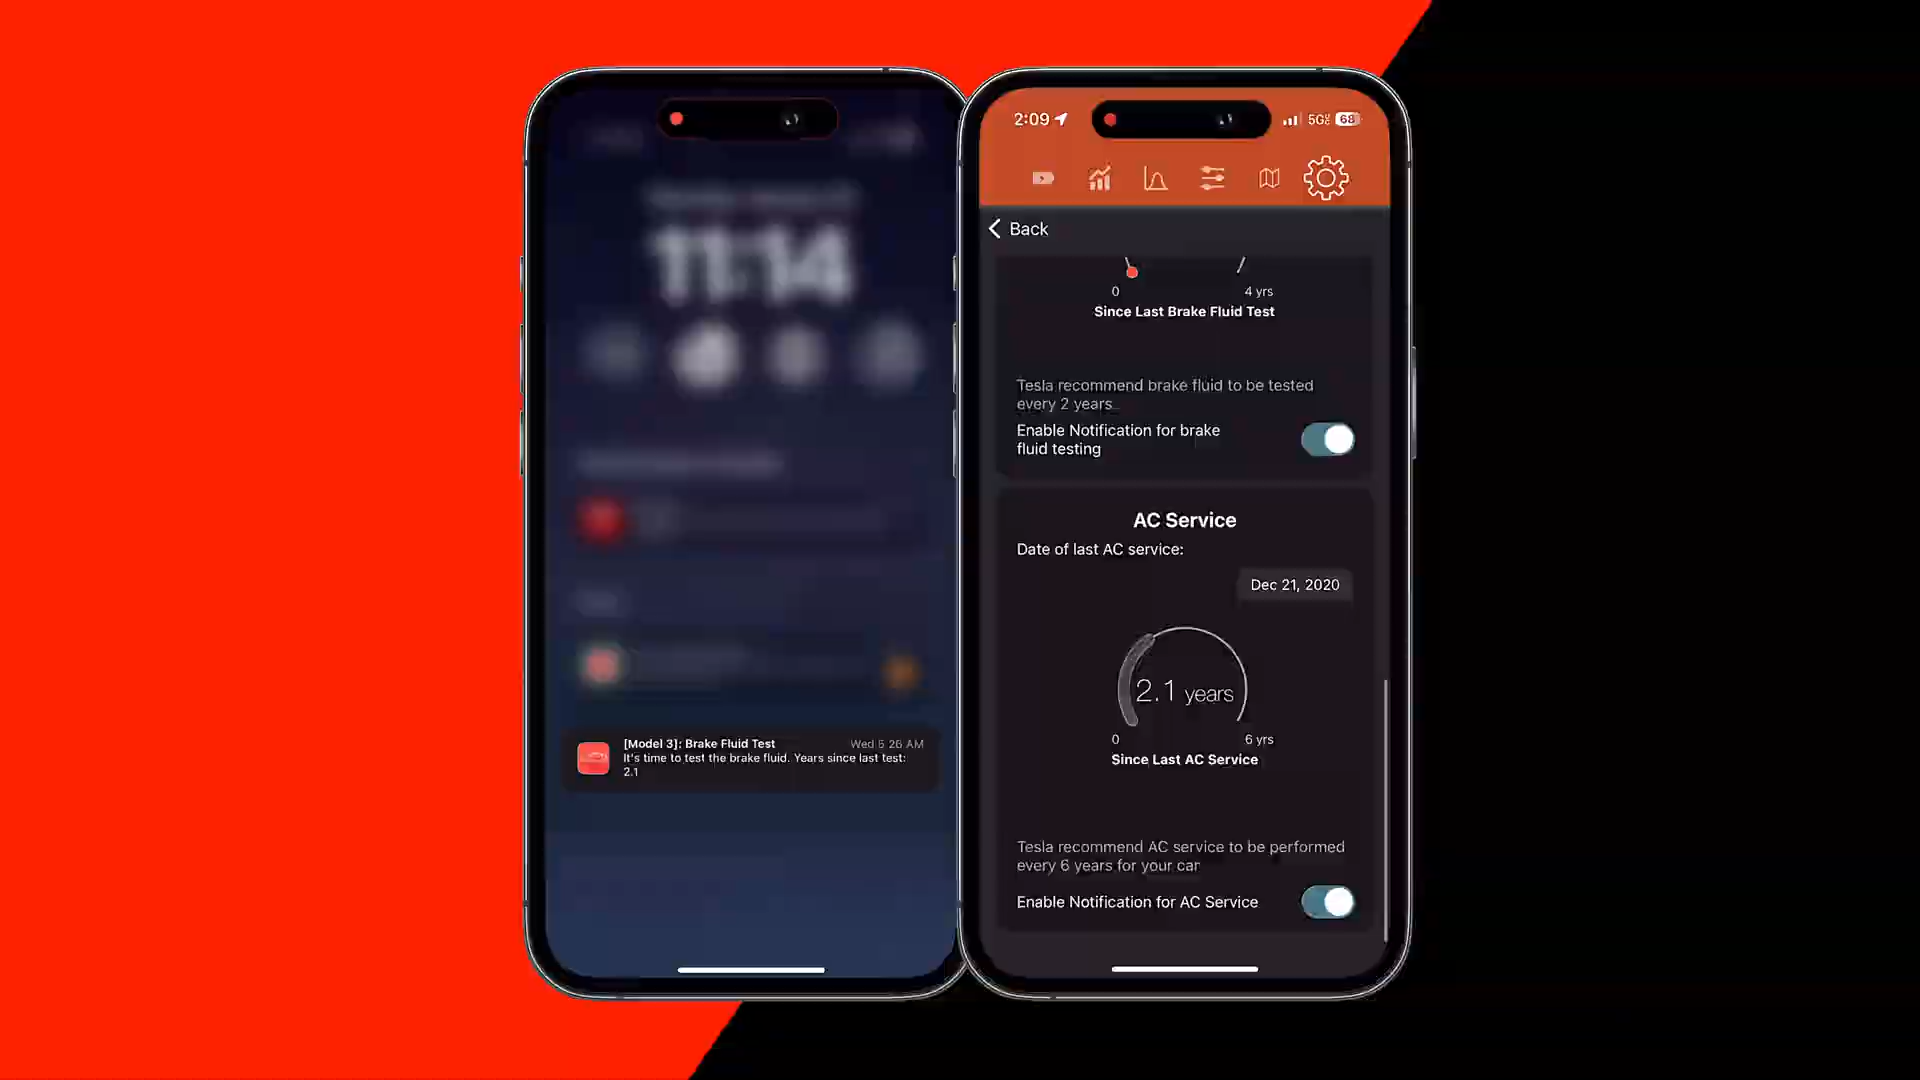 11:14
[Model 3]: Brake Fluid Test
Wed 5 26 AM
It's time to test the brake fluid. Years since last test:
2.1
2:09
5G
68
Back
0
4 yrs
Since Last Brake Fluid Test
Tesla recommend brake fluid to be tested
every 2 years
Enable Notification for brake
fluid testing
AC Service
Date of last AC service:
Dec 21, 2020
2.1 years
0
6 yrs
Since Last AC Service
Tesla recommend AC service to be performed
every 6 years for your car
Enable Notification for AC Service